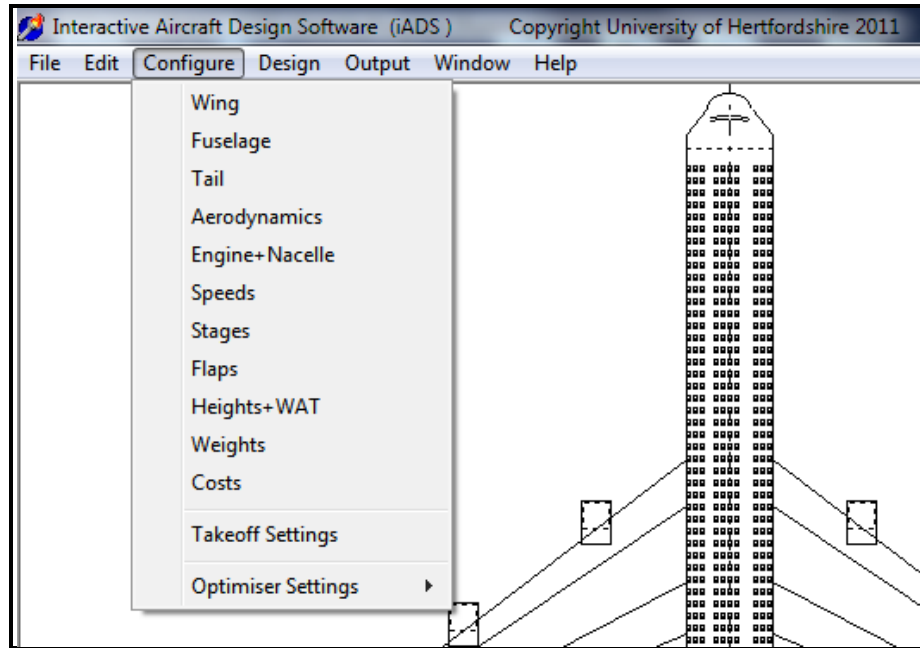 Interactive Aircraft Design Software (iADS ) Copyright University of Hertfordshire 2011
File Edit Configure Design Output Window Help
Wing
Fuselage
Tail
Aerodynamics
Engine+Nacelle
Speeds
Stages
Flaps
Heights+WAT
Weights
Costs
Takeoff Settings
Optimiser Settings